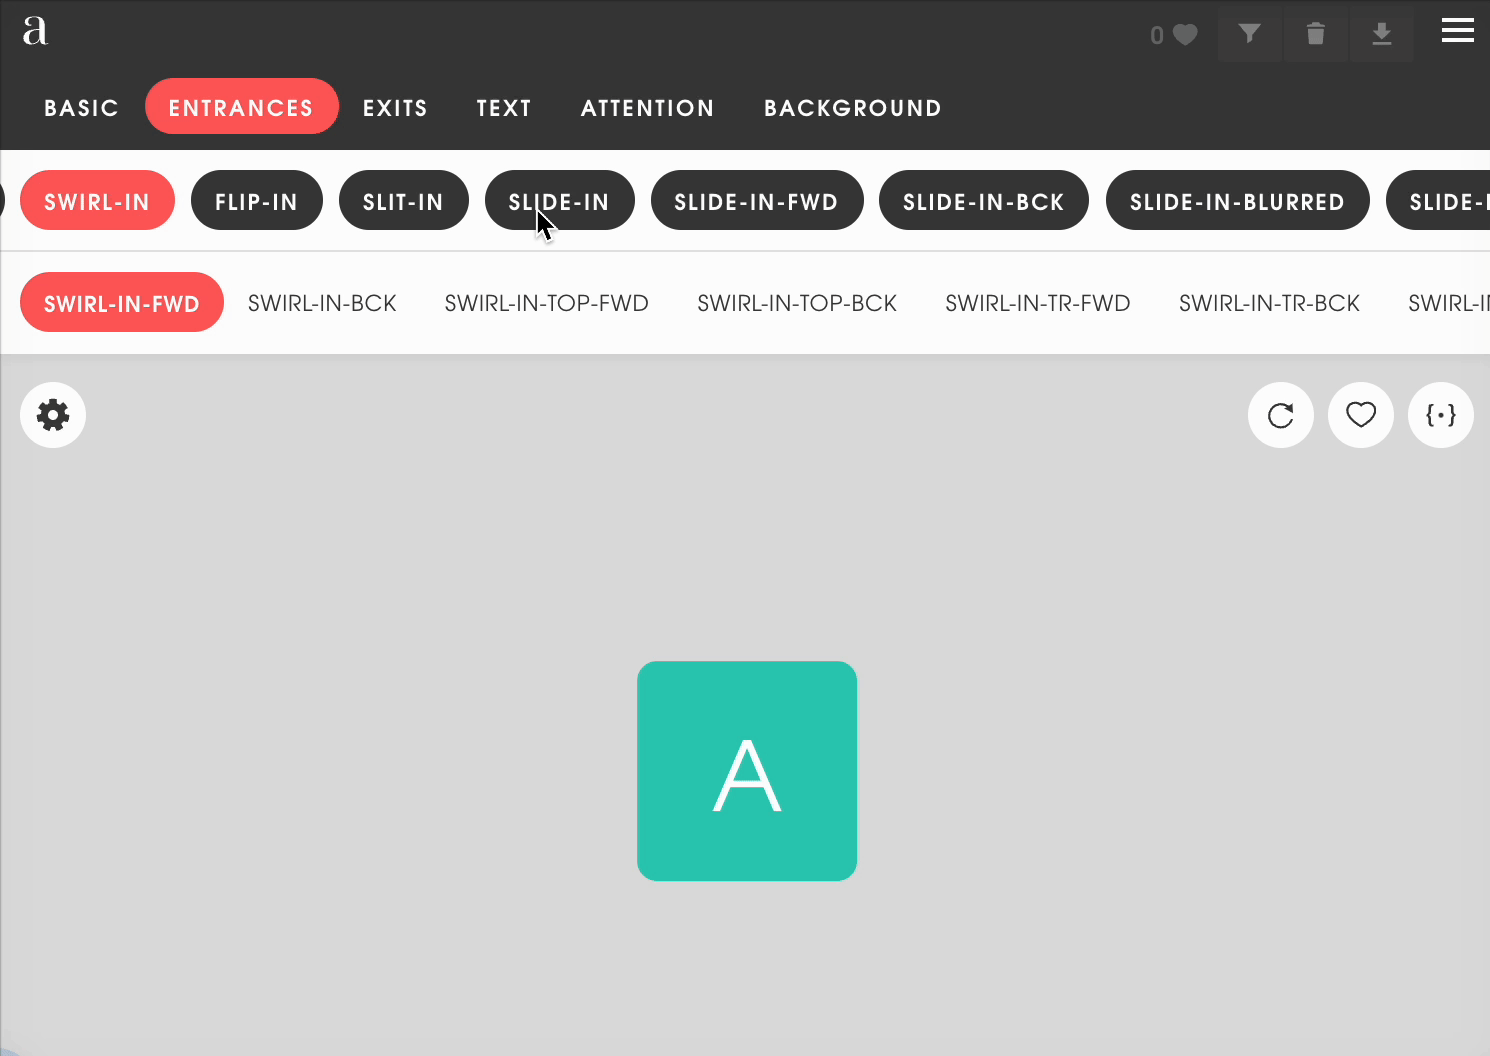 a
0
BASIC ENTRANCES EXITS TEXT ATTENTION BACKGROUND
SWIRL-IN FLIP-IN SLIT-IN SLIDE-IN SLIDE-IN-FWD SLIDE-IN-BCK SLIDE-IN-BLURRED SLIDE-
SWIRL-IN-FWD SWIRL-IN-BCK SWIRL-IN-TOP-FWD SWIRL-IN-TOP-BCK SWIRL-IN-TR-FWD SWIRL-IN-TR-BCK SWIRL-I
{·}
A